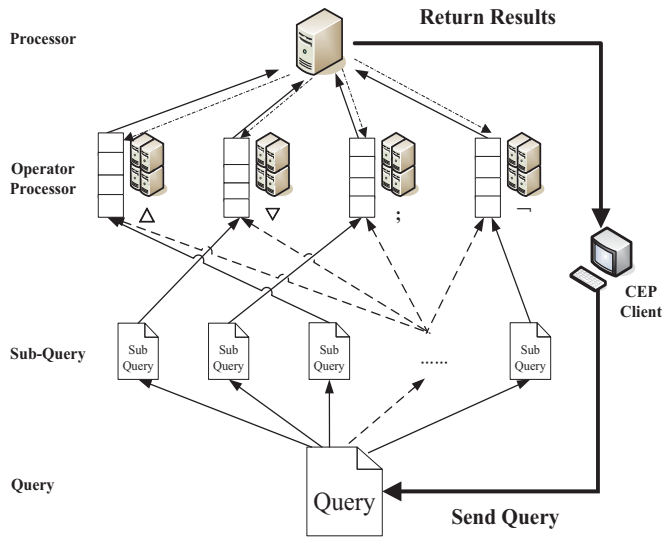 Return Results
Processor
Operator
Processor
△ ▽ ; ¬
CEP
Client
Sub-Query
Sub
Query
Sub
Query
Sub
Query
......
Sub
Query
Query
Query
Send Query